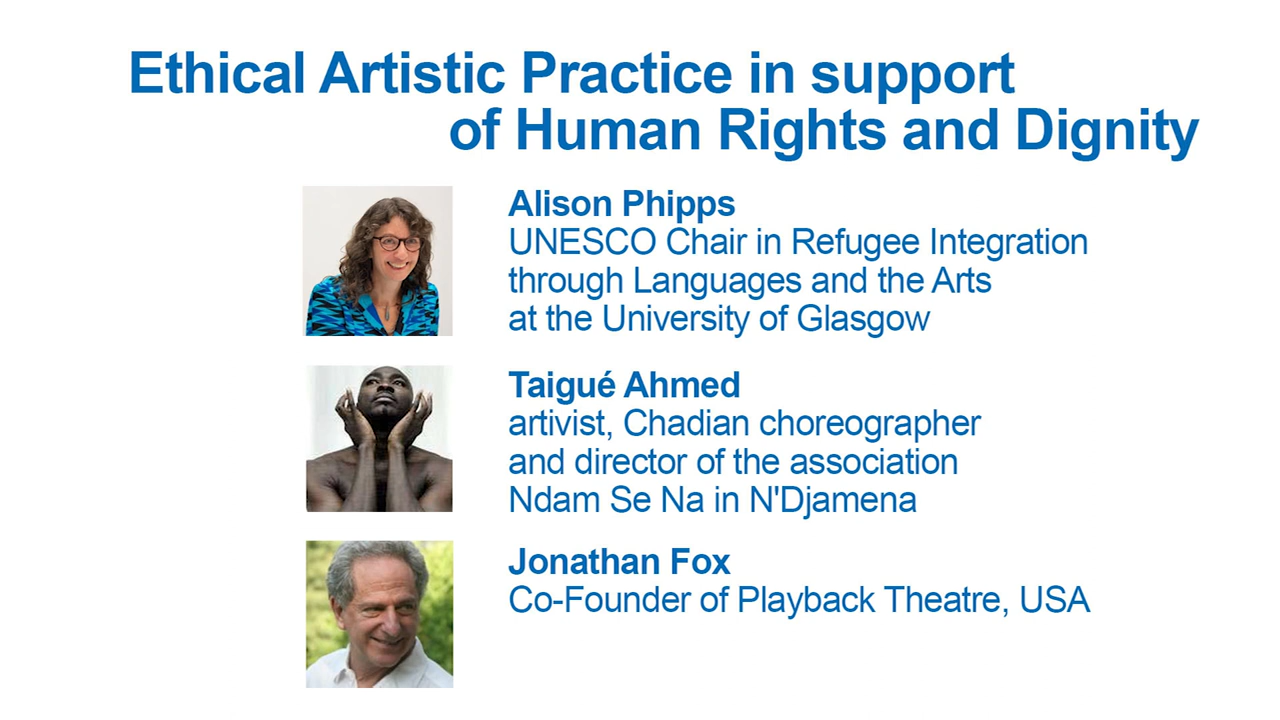 Ethical Artistic Practice in support
of Human Rights and Dignity
Alison Phipps
UNESCO Chair in Refugee Integration
through Languages and the Arts
at the University of Glasgow
Taigué Ahmed
artivist, Chadian choreographer
and director of the association
Ndam Se Na in N'Djamena
Jonathan Fox
Co-Founder of Playback Theatre, USA